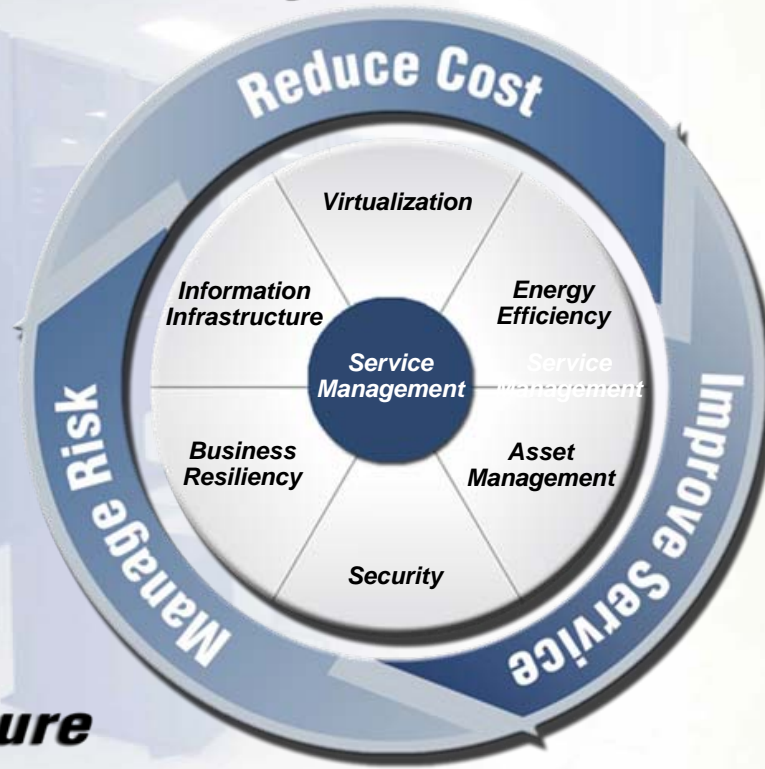 Reduce Cost
Virtualization
Information
Infrastructure
Energy
Efficiency
Service
Management
Service
Management
Manage Risk
Improve Service
Business
Resiliency
Asset
Management
Security
ure